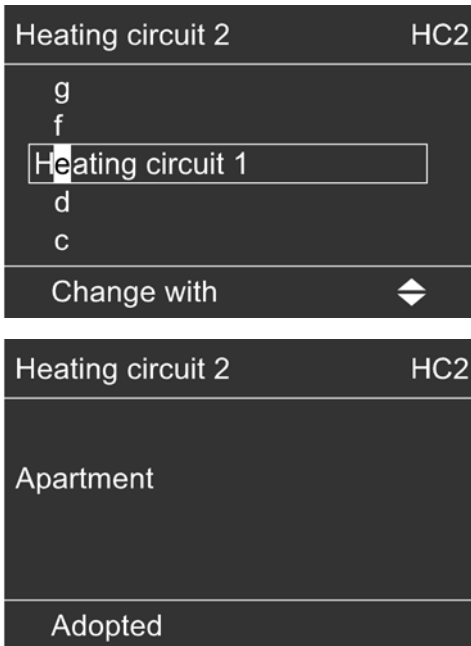 Heating circuit 2 HC2
g
f
Heating circuit 1
d
c
Change with
Heating circuit 2 HC2
Apartment
Adopted